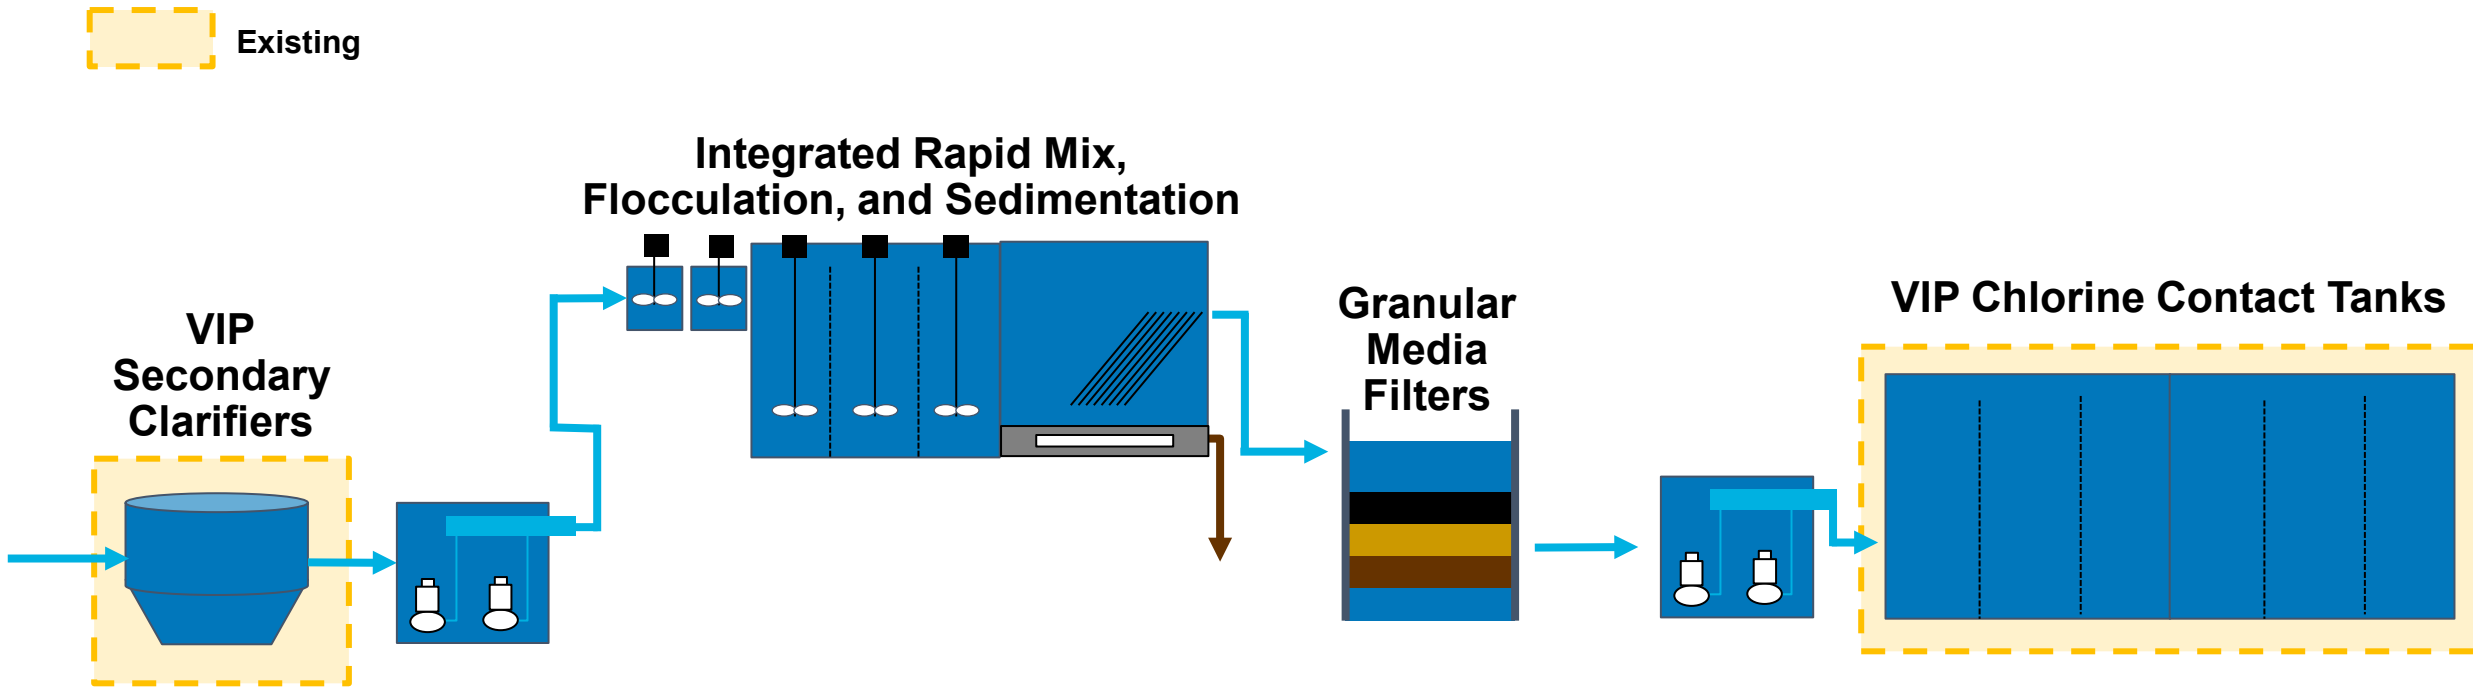 Existing
Integrated Rapid Mix,
Flocculation, and Sedimentation
VIP
Secondary
Clarifiers
Granular
Media
Filters
VIP Chlorine Contact Tanks